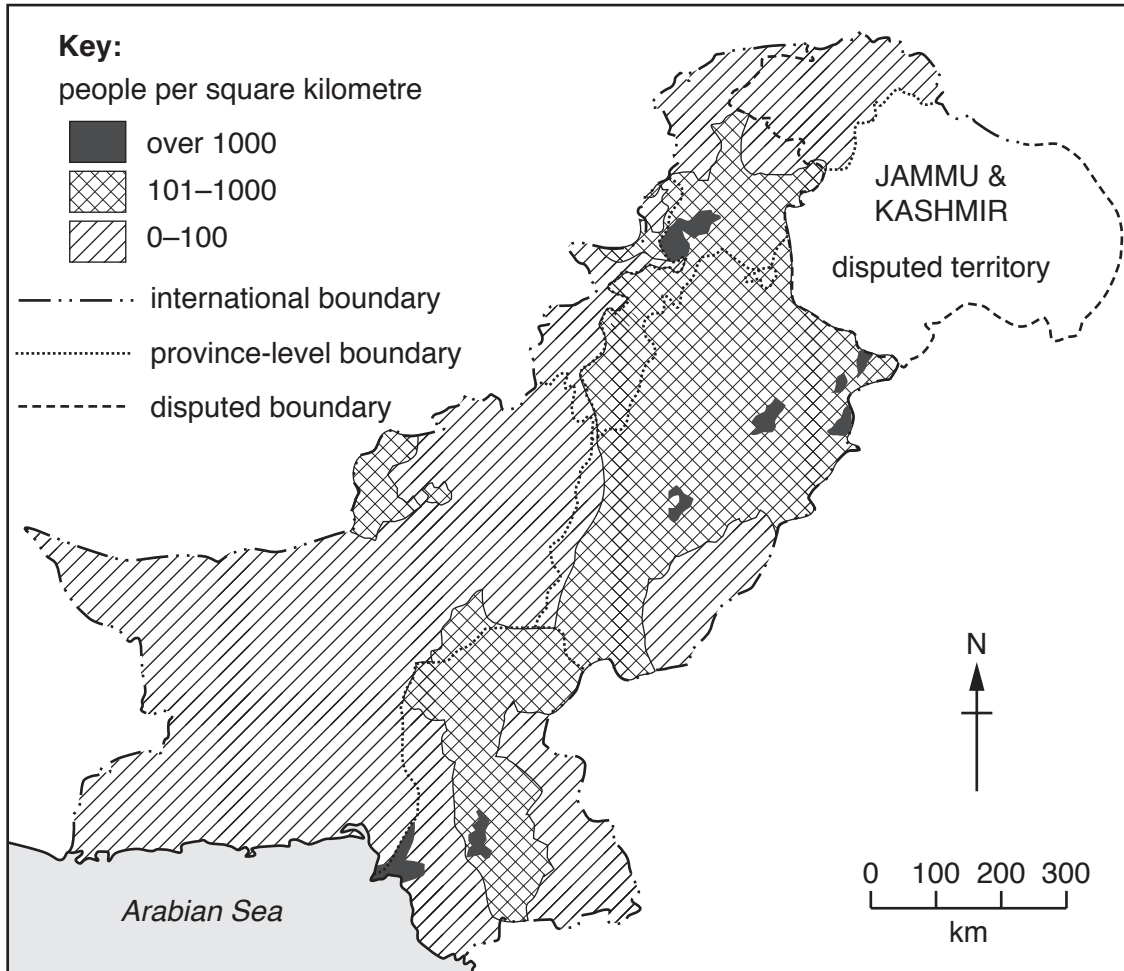 Key:
people per square kilometre
over 1000
101–1000
0–100
international boundary
province-level boundary
disputed boundary
JAMMU &
KASHMIR
disputed territory
N
0 100 200 300
km
Arabian Sea